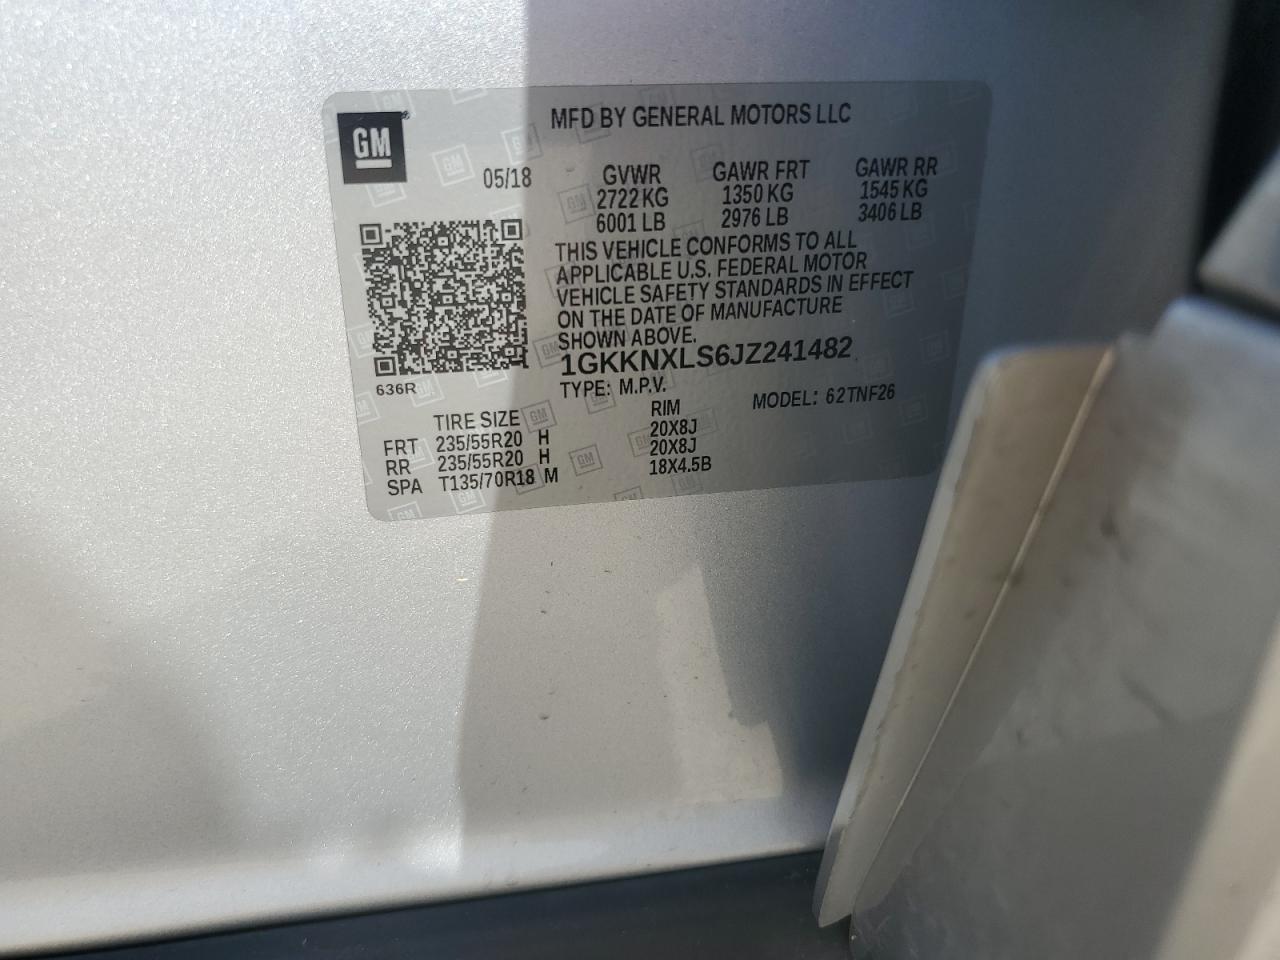 GM
MFD BY GENERAL MOTORS LLC
05/18 GVWR GAWR FRT GAWR RR
2722 KG 1350 KG 1545 KG
6001 LB 2976 LB 3406 LB
THIS VEHICLE CONFORMS TO ALL
APPLICABLE U.S. FEDERAL MOTOR
VEHICLE SAFETY STANDARDS IN EFFECT
ON THE DATE OF MANUFACTURE
SHOWN ABOVE.
1GKKNXLS6JZ241482
636R
TYPE: M.P.V. MODEL: 62TNF26
TIRE SIZE RIM
FRT 235/55R20 H 20X8J
RR 235/55R20 H 20X8J
SPA T135/70R18 M 18X4.5B